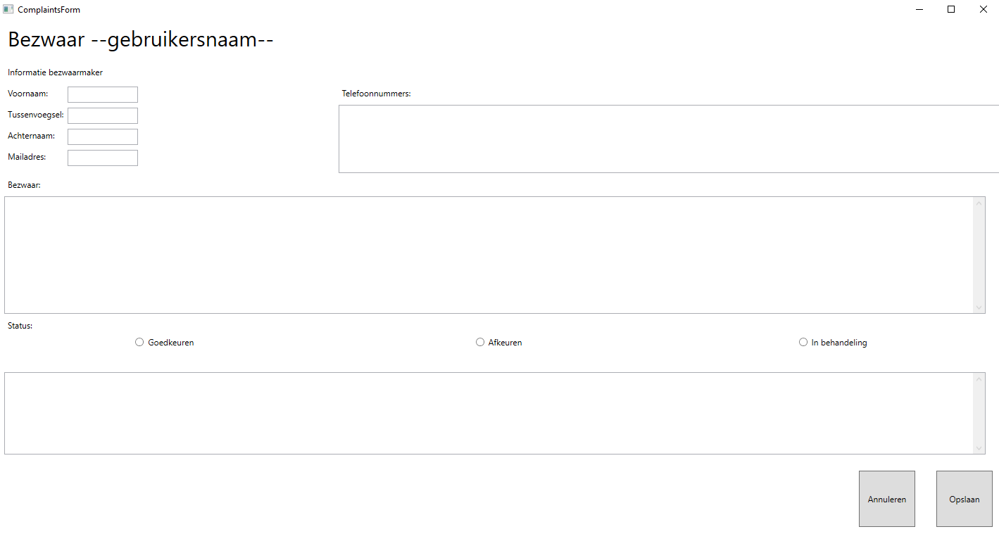 ComplaintsForm
Bezwaar --gebruikersnaam--
Informatie bezwaarmaker
Voornaam:
Telefoonnummers:
Tussenvoegsel:
Achternaam:
Mailadres:
Bezwaar:
Status:
Goedkeuren
Afkeuren
In behandeling
Annuleren
Opslaan